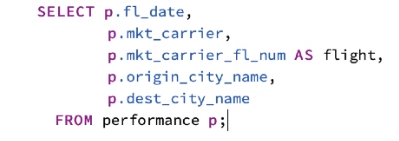 SELECT p.fl_date,
p.mkt_carrier,
p.mkt_carrier_fl_num AS flight,
p.origin_city_name,
p.dest_city_name
FROM performance p;